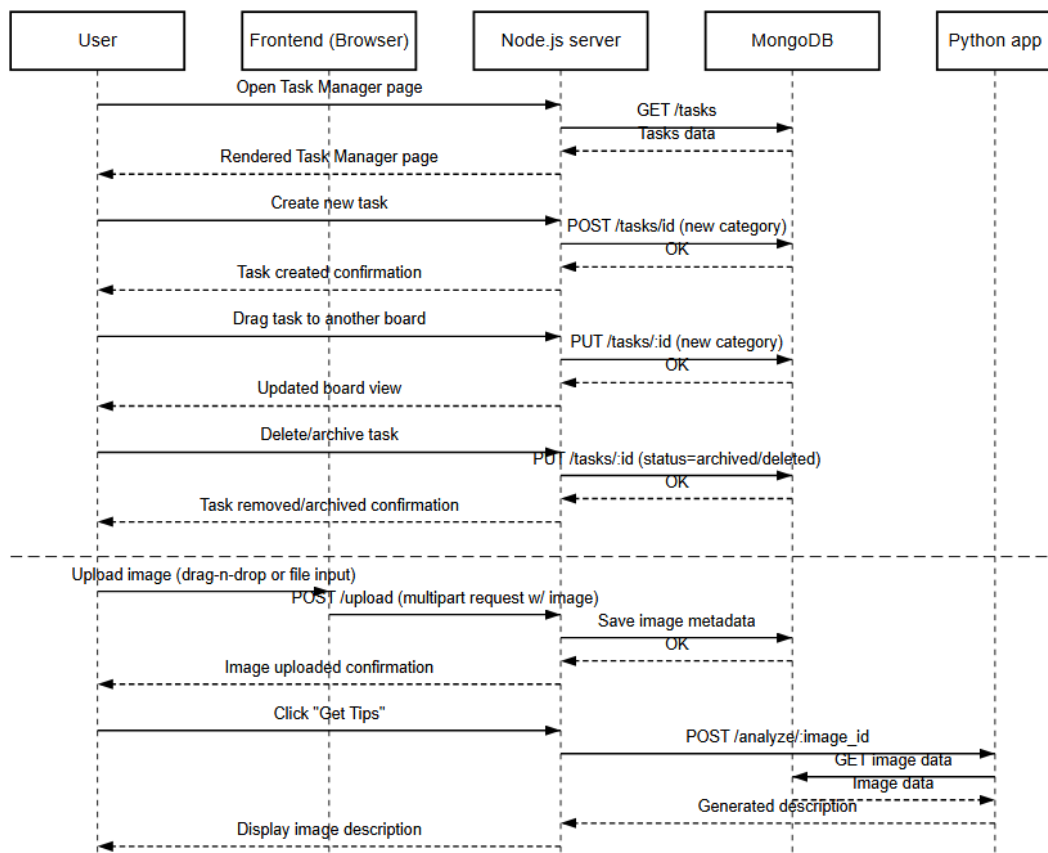 User
Frontend (Browser)
Node.js server
MongoDB
Python app
Open Task Manager page
GET /tasks
Tasks data
Rendered Task Manager page
Create new task
POST /tasks/id (new category)
OK
Task created confirmation
Drag task to another board
PUT /tasks/:id (new category)
OK
Updated board view
Delete/archive task
PUT /tasks/:id (status=archived/deleted)
OK
Task removed/archived confirmation
Upload image (drag-n-drop or file input)
POST /upload (multipart request w/ image)
Save image metadata
OK
Image uploaded confirmation
Click "Get Tips"
POST /analyze/:image_id
GET image data
Image data
Generated description
Display image description